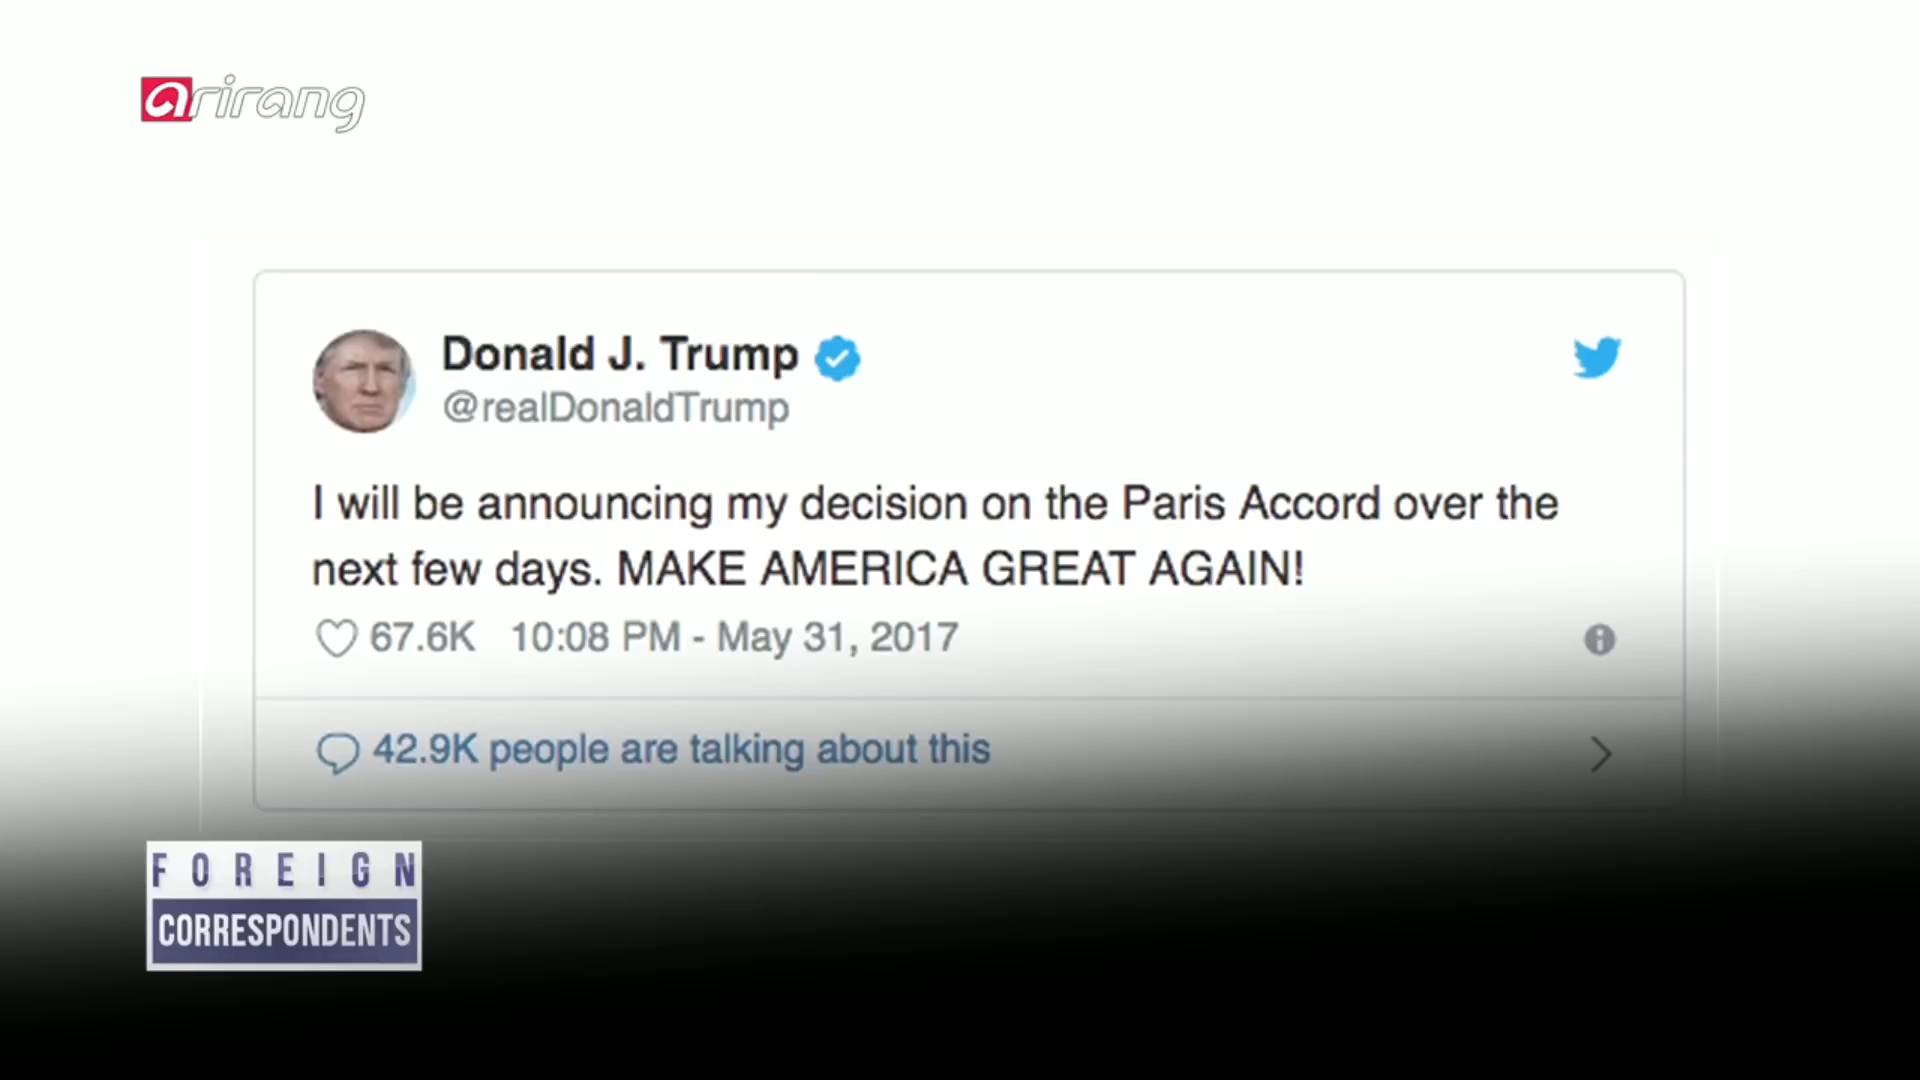 arirang
Donald J. Trump
@realDonaldTrump
I will be announcing my decision on the Paris Accord over the
next few days. MAKE AMERICA GREAT AGAIN!
67.6K 10:08 PM - May 31, 2017
42.9K people are talking about this
FOREIGN
CORRESPONDENTS